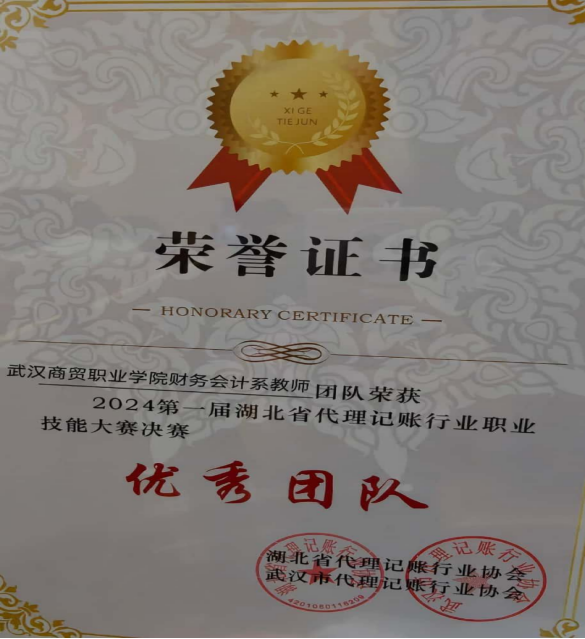 XI GE
TIE JUN
荣誉证书
— HONORARY CERTIFICATE —
武汉商贸职业学院财务会计系教师 团队荣获
2024第一届湖北省代理记账行业职业
技能大赛决赛
优秀团队
湖北省代理记账行业协会
武汉市代理记账行业协会